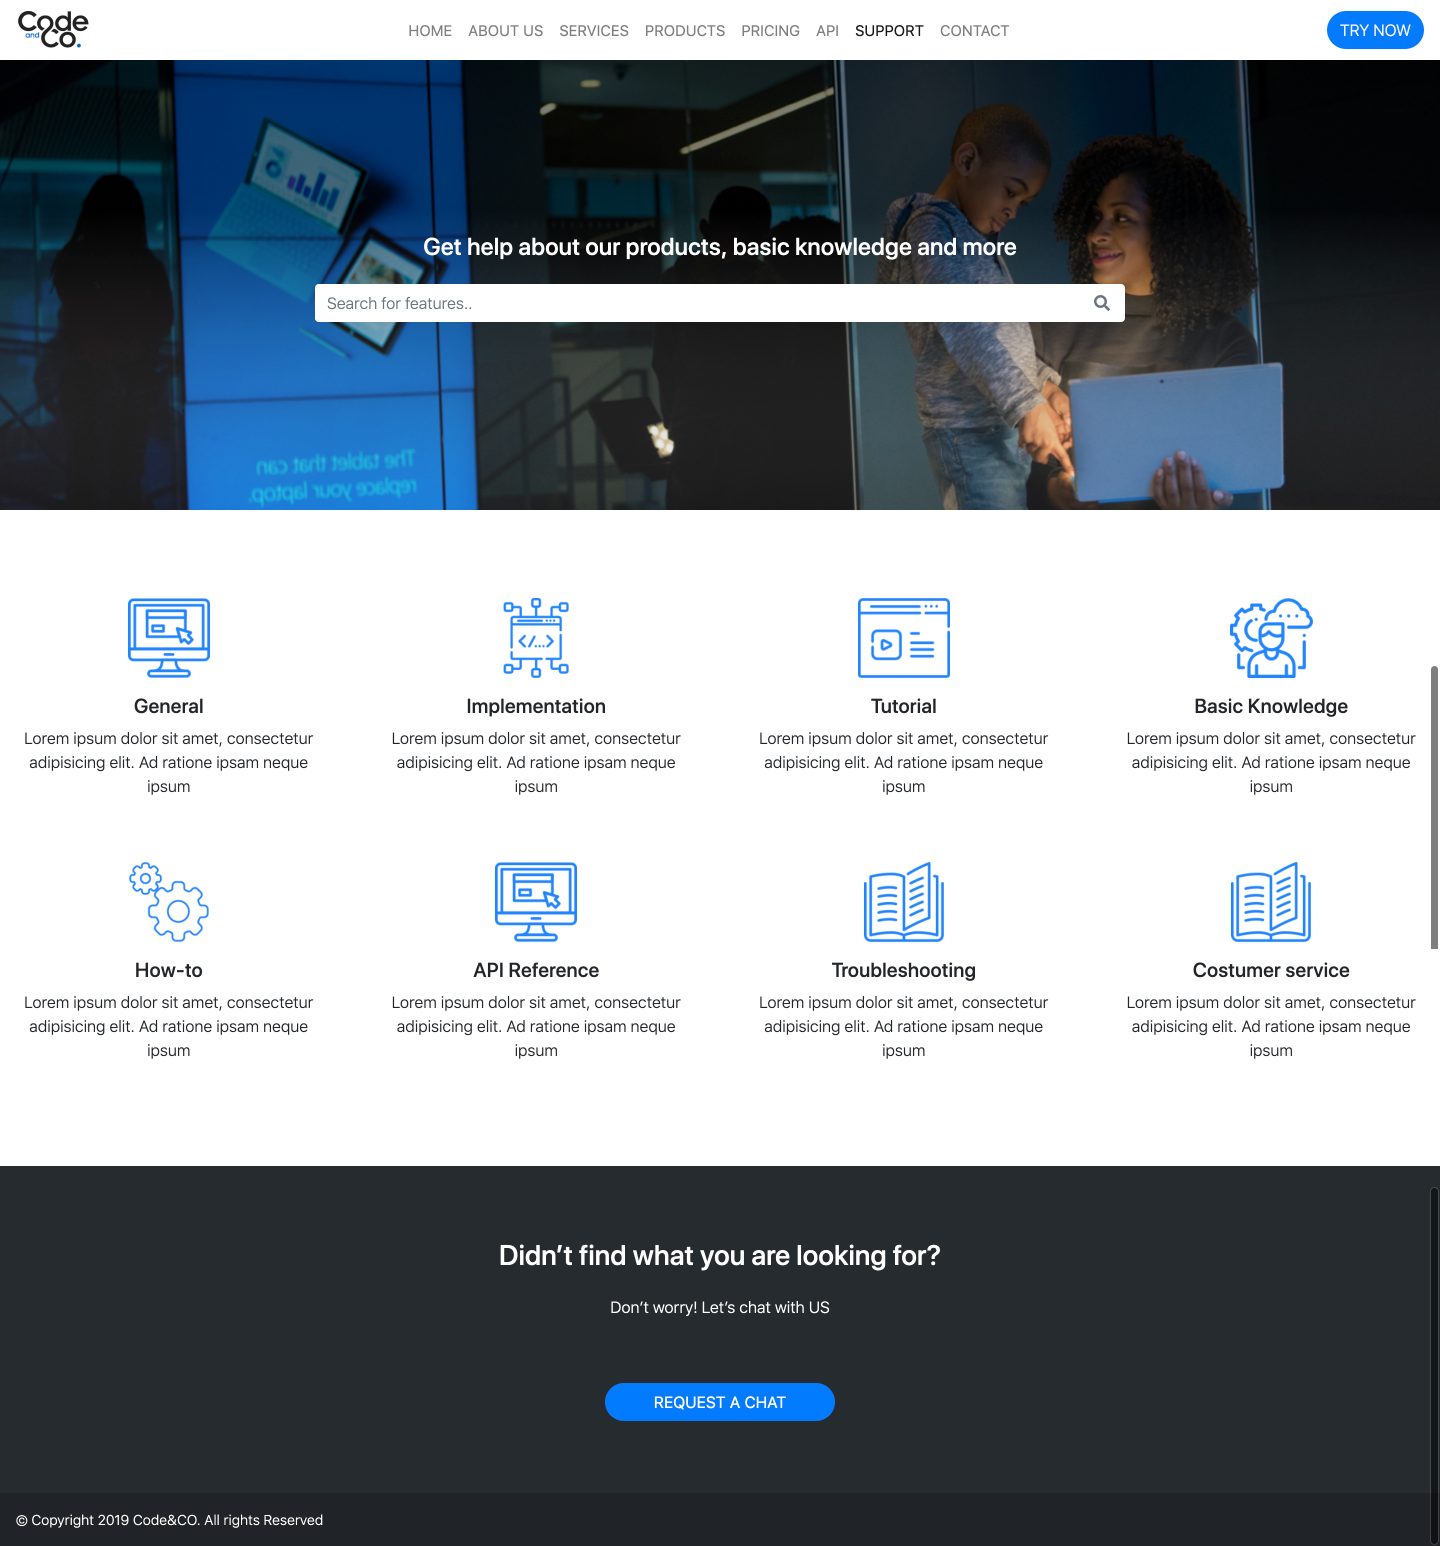 Code
and
Co.
HOME ABOUT US SERVICES PRODUCTS PRICING API SUPPORT CONTACT
TRY NOW
Get help about our products, basic knowledge and more
Search for features..
The tablet that can
replace your laptop.
General
Lorem ipsum dolor sit amet, consectetur
adipisicing elit. Ad ratione ipsam neque
ipsum
Implementation
Lorem ipsum dolor sit amet, consectetur
adipisicing elit. Ad ratione ipsam neque
ipsum
Tutorial
Lorem ipsum dolor sit amet, consectetur
adipisicing elit. Ad ratione ipsam neque
ipsum
Basic Knowledge
Lorem ipsum dolor sit amet, consectetur
adipisicing elit. Ad ratione ipsam neque
ipsum
How-to
Lorem ipsum dolor sit amet, consectetur
adipisicing elit. Ad ratione ipsam neque
ipsum
API Reference
Lorem ipsum dolor sit amet, consectetur
adipisicing elit. Ad ratione ipsam neque
ipsum
Troubleshooting
Lorem ipsum dolor sit amet, consectetur
adipisicing elit. Ad ratione ipsam neque
ipsum
Costumer service
Lorem ipsum dolor sit amet, consectetur
adipisicing elit. Ad ratione ipsam neque
ipsum
Didn’t find what you are looking for?
Don’t worry! Let’s chat with US
REQUEST A CHAT
© Copyright 2019 Code&CO. All rights Reserved